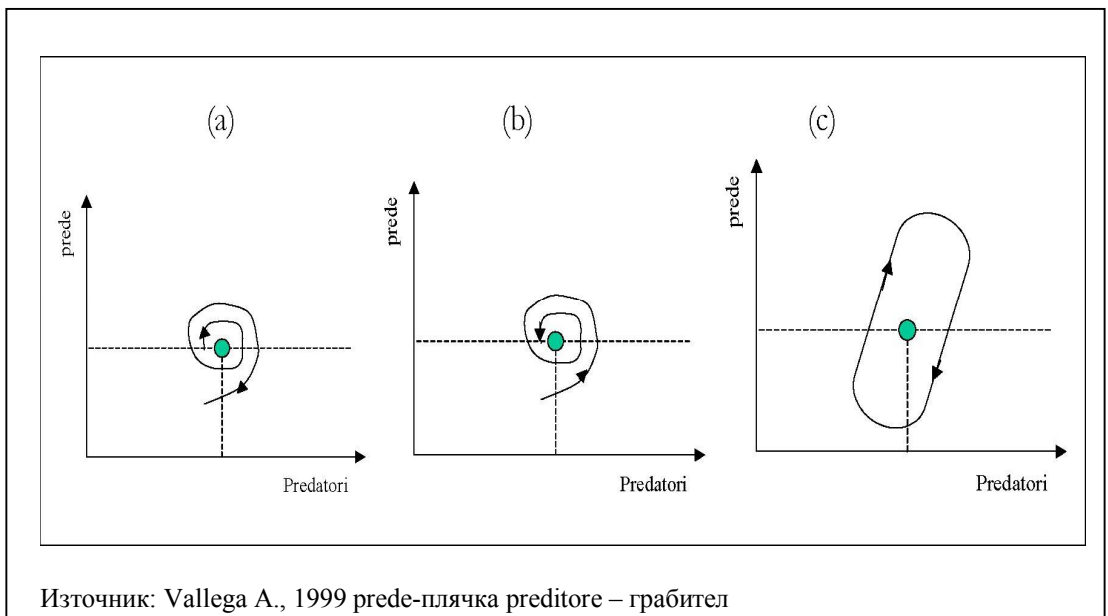 (a)
(b)
(c)
prede
prede
prede
Predatori
Predatori
Predatori
Източник: Vallega A., 1999 prede-плячка preditore – грабител